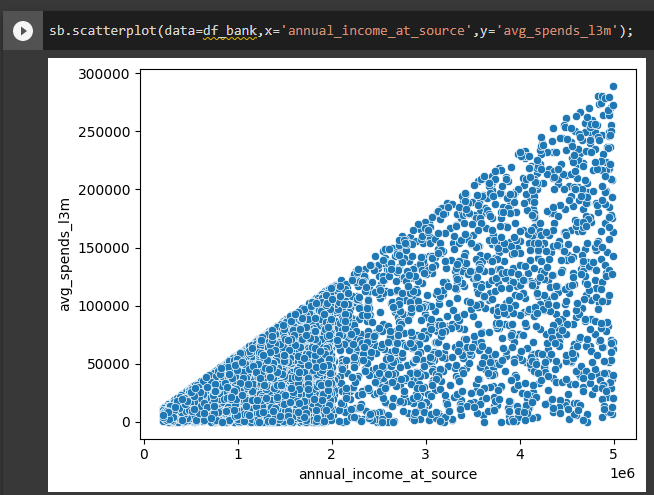 sb.scatterplot(data=df_bank,x='annual_income_at_source',y='avg_spends_l3m');
300000
250000
200000
150000
100000
50000
0
avg_spends_l3m
0 1 2 3 4 5
1e6
annual_income_at_source